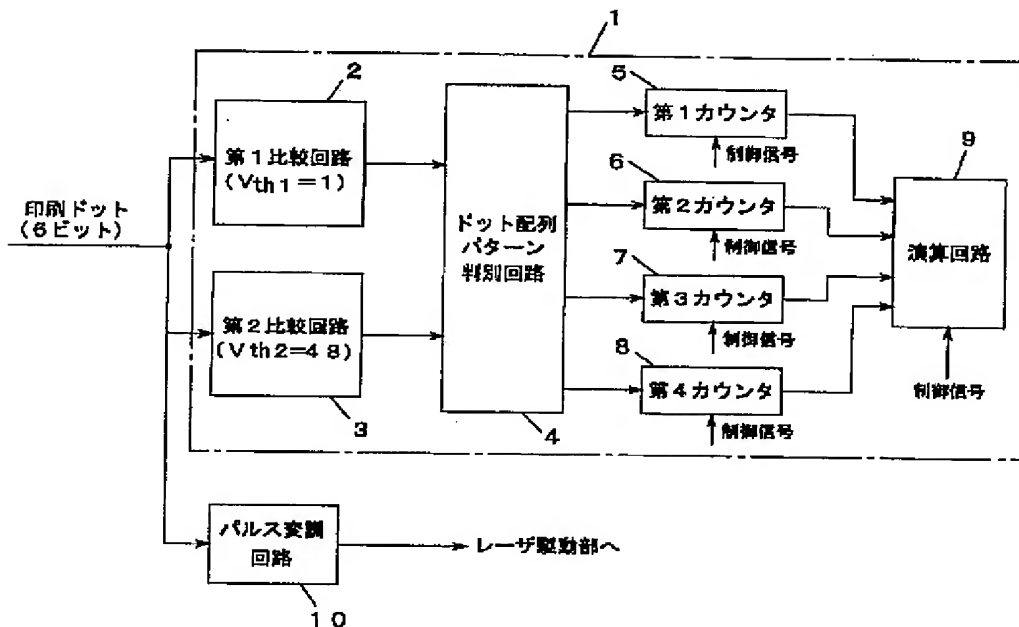 1
2
第1比較回路
(Vth1=1)
印刷ドット
(6ビット)
第2比較回路
(Vth2=48)
3
ドット配列
パターン
判別回路
4
5
第1カウンタ
制御信号
6
第2カウンタ
制御信号
7
第3カウンタ
制御信号
8
第4カウンタ
制御信号
9
演算回路
制御信号
パルス変調
回路
レーザ駆動部へ
10